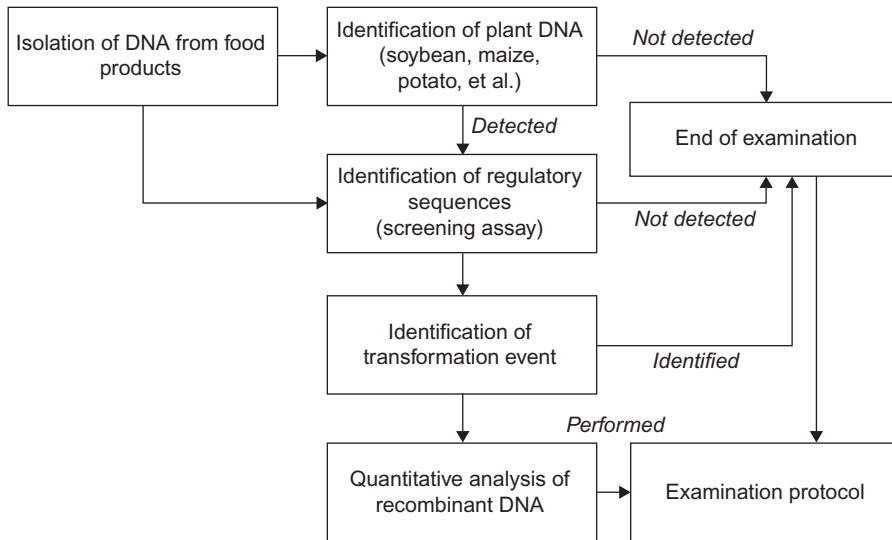 Isolation of DNA from food
products
Identification of plant DNA
(soybean, maize,
potato, et al.)
Not detected
Detected
End of examination
Identification of regulatory
sequences
(screening assay)
Not detected
Identification of
transformation event
Identified
Performed
Quantitative analysis of
recombinant DNA
Examination protocol